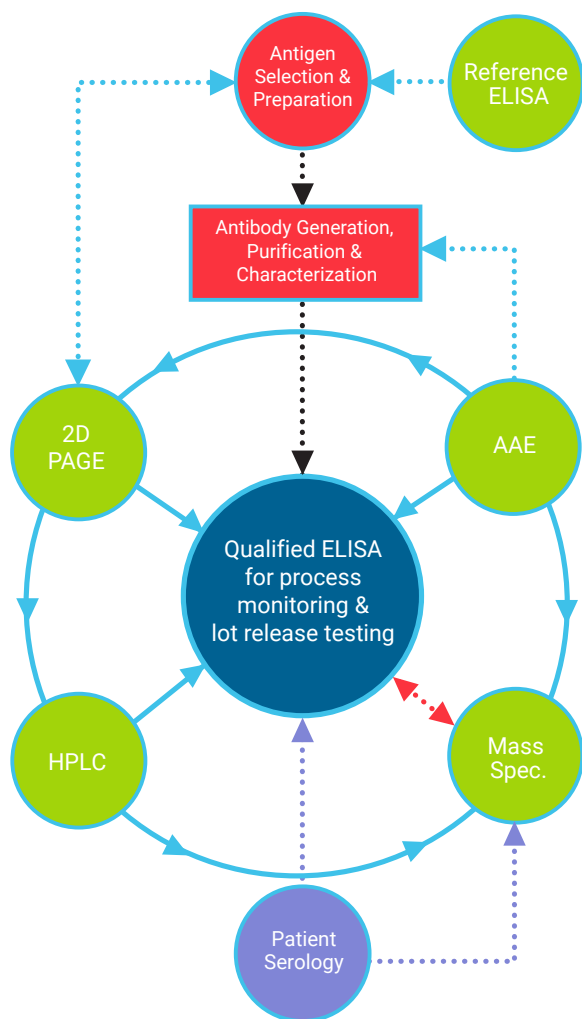 Antigen
Selection &
Preparation
Reference
ELISA
Antibody Generation,
Purification &
Characterization
2D
PAGE
AAE
Qualified ELISA
for process
monitoring &
lot release testing
HPLC
Mass
Spec.
Patient
Serology